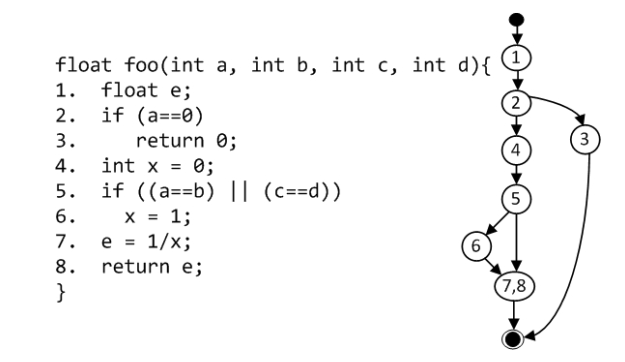 float foo(int a, int b, int c, int d){
1. float e;
2. if (a==0)
3. return 0;
4. int x = 0;
5. if ((a==b) || (c==d))
6. x = 1;
7. e = 1/x;
8. return e;
}
1
2
3
4
5
6
7,8